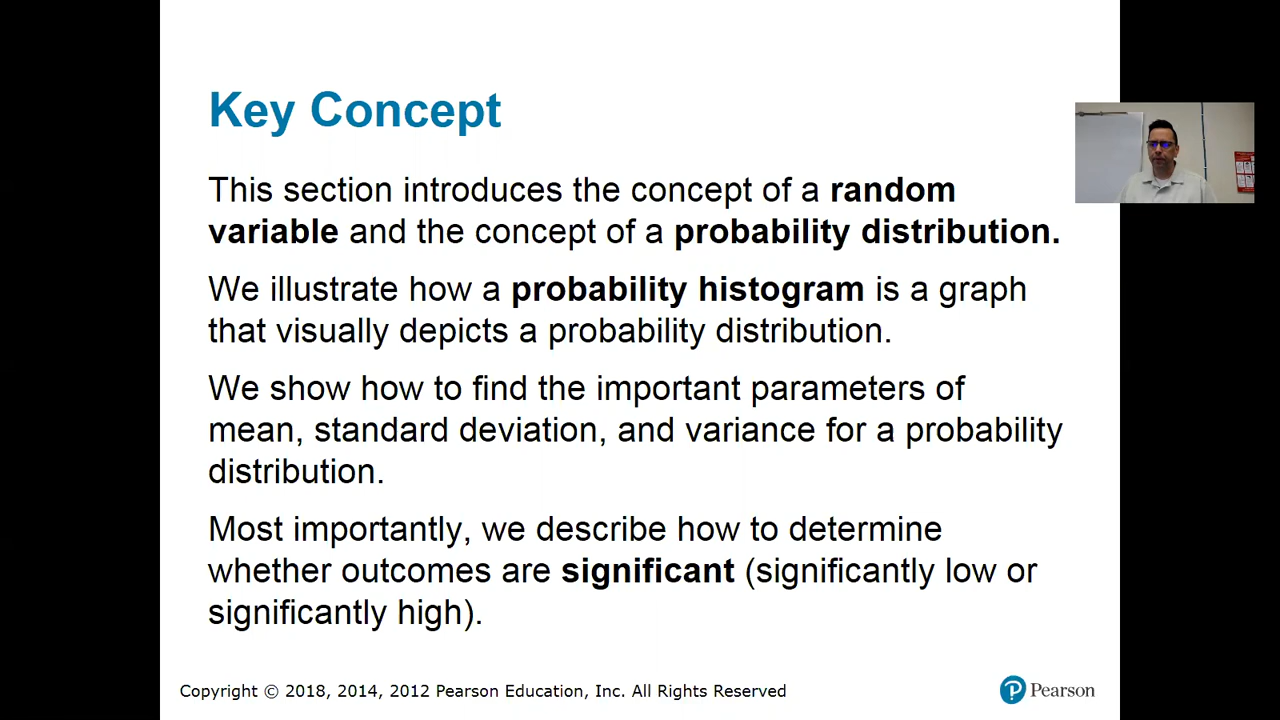 Key Concept
This section introduces the concept of a random
variable and the concept of a probability distribution.
We illustrate how a probability histogram is a graph
that visually depicts a probability distribution.
We show how to find the important parameters of
mean, standard deviation, and variance for a probability
distribution.
Most importantly, we describe how to determine
whether outcomes are significant (significantly low or
significantly high).
Copyright © 2018, 2014, 2012 Pearson Education, Inc. All Rights Reserved
Pearson